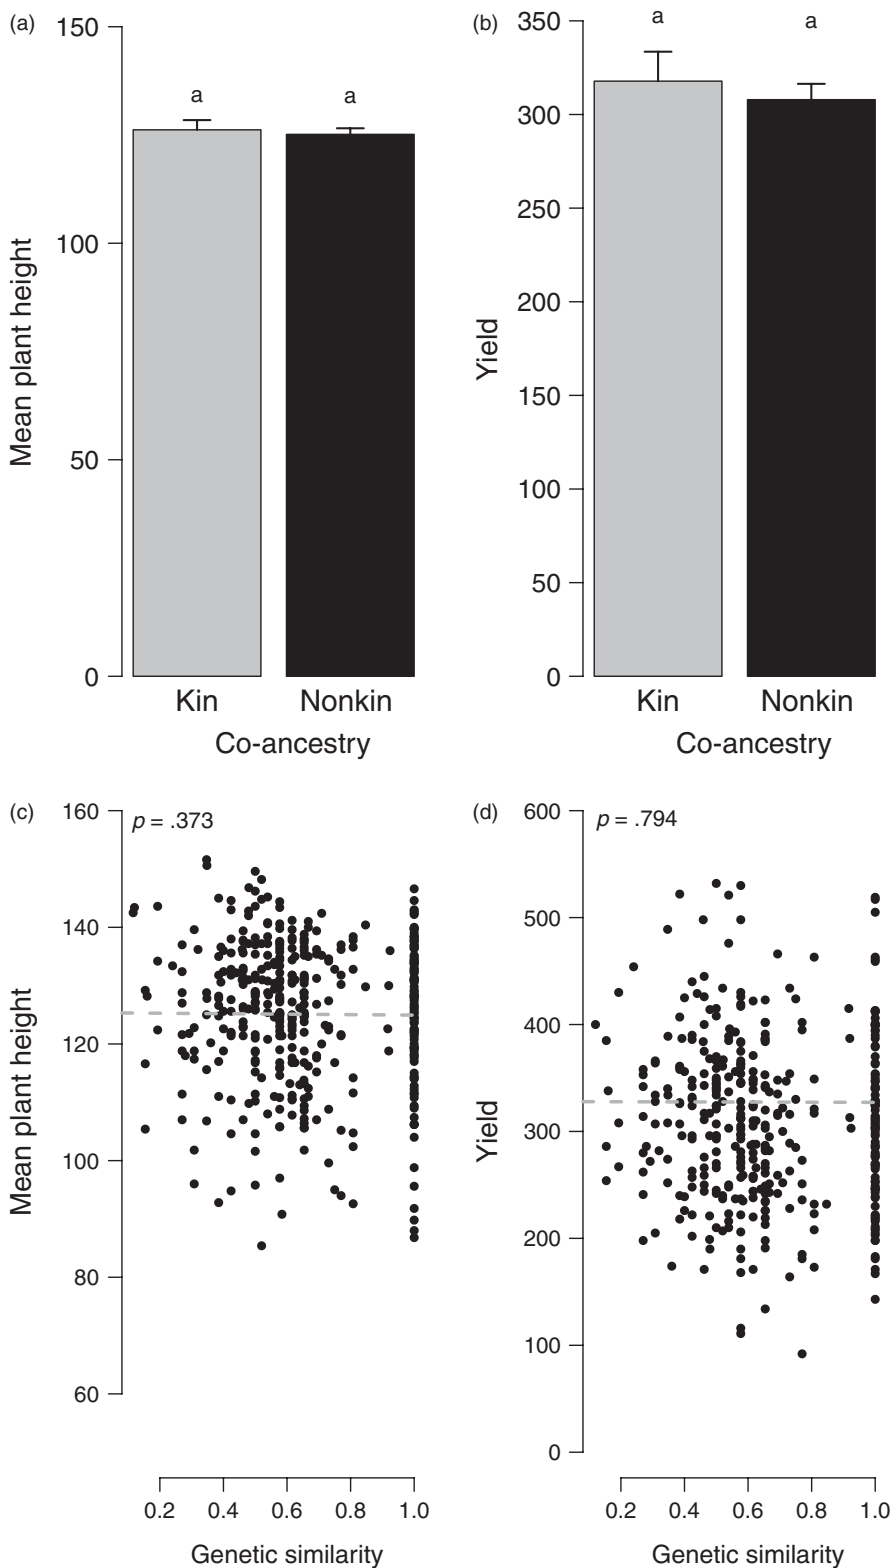 (a)
150
100
50
0
Mean plant height
a
a
Kin
Nonkin
Co-ancestry
(b)
350
300
250
200
150
100
50
0
Yield
a
a
Kin
Nonkin
Co-ancestry
(c)
160
140
120
100
80
60
Mean plant height
p = .373
0.2
0.4
0.6
0.8
1.0
Genetic similarity
(d)
600
500
400
300
200
100
0
Yield
p = .794
0.2
0.4
0.6
0.8
1.0
Genetic similarity